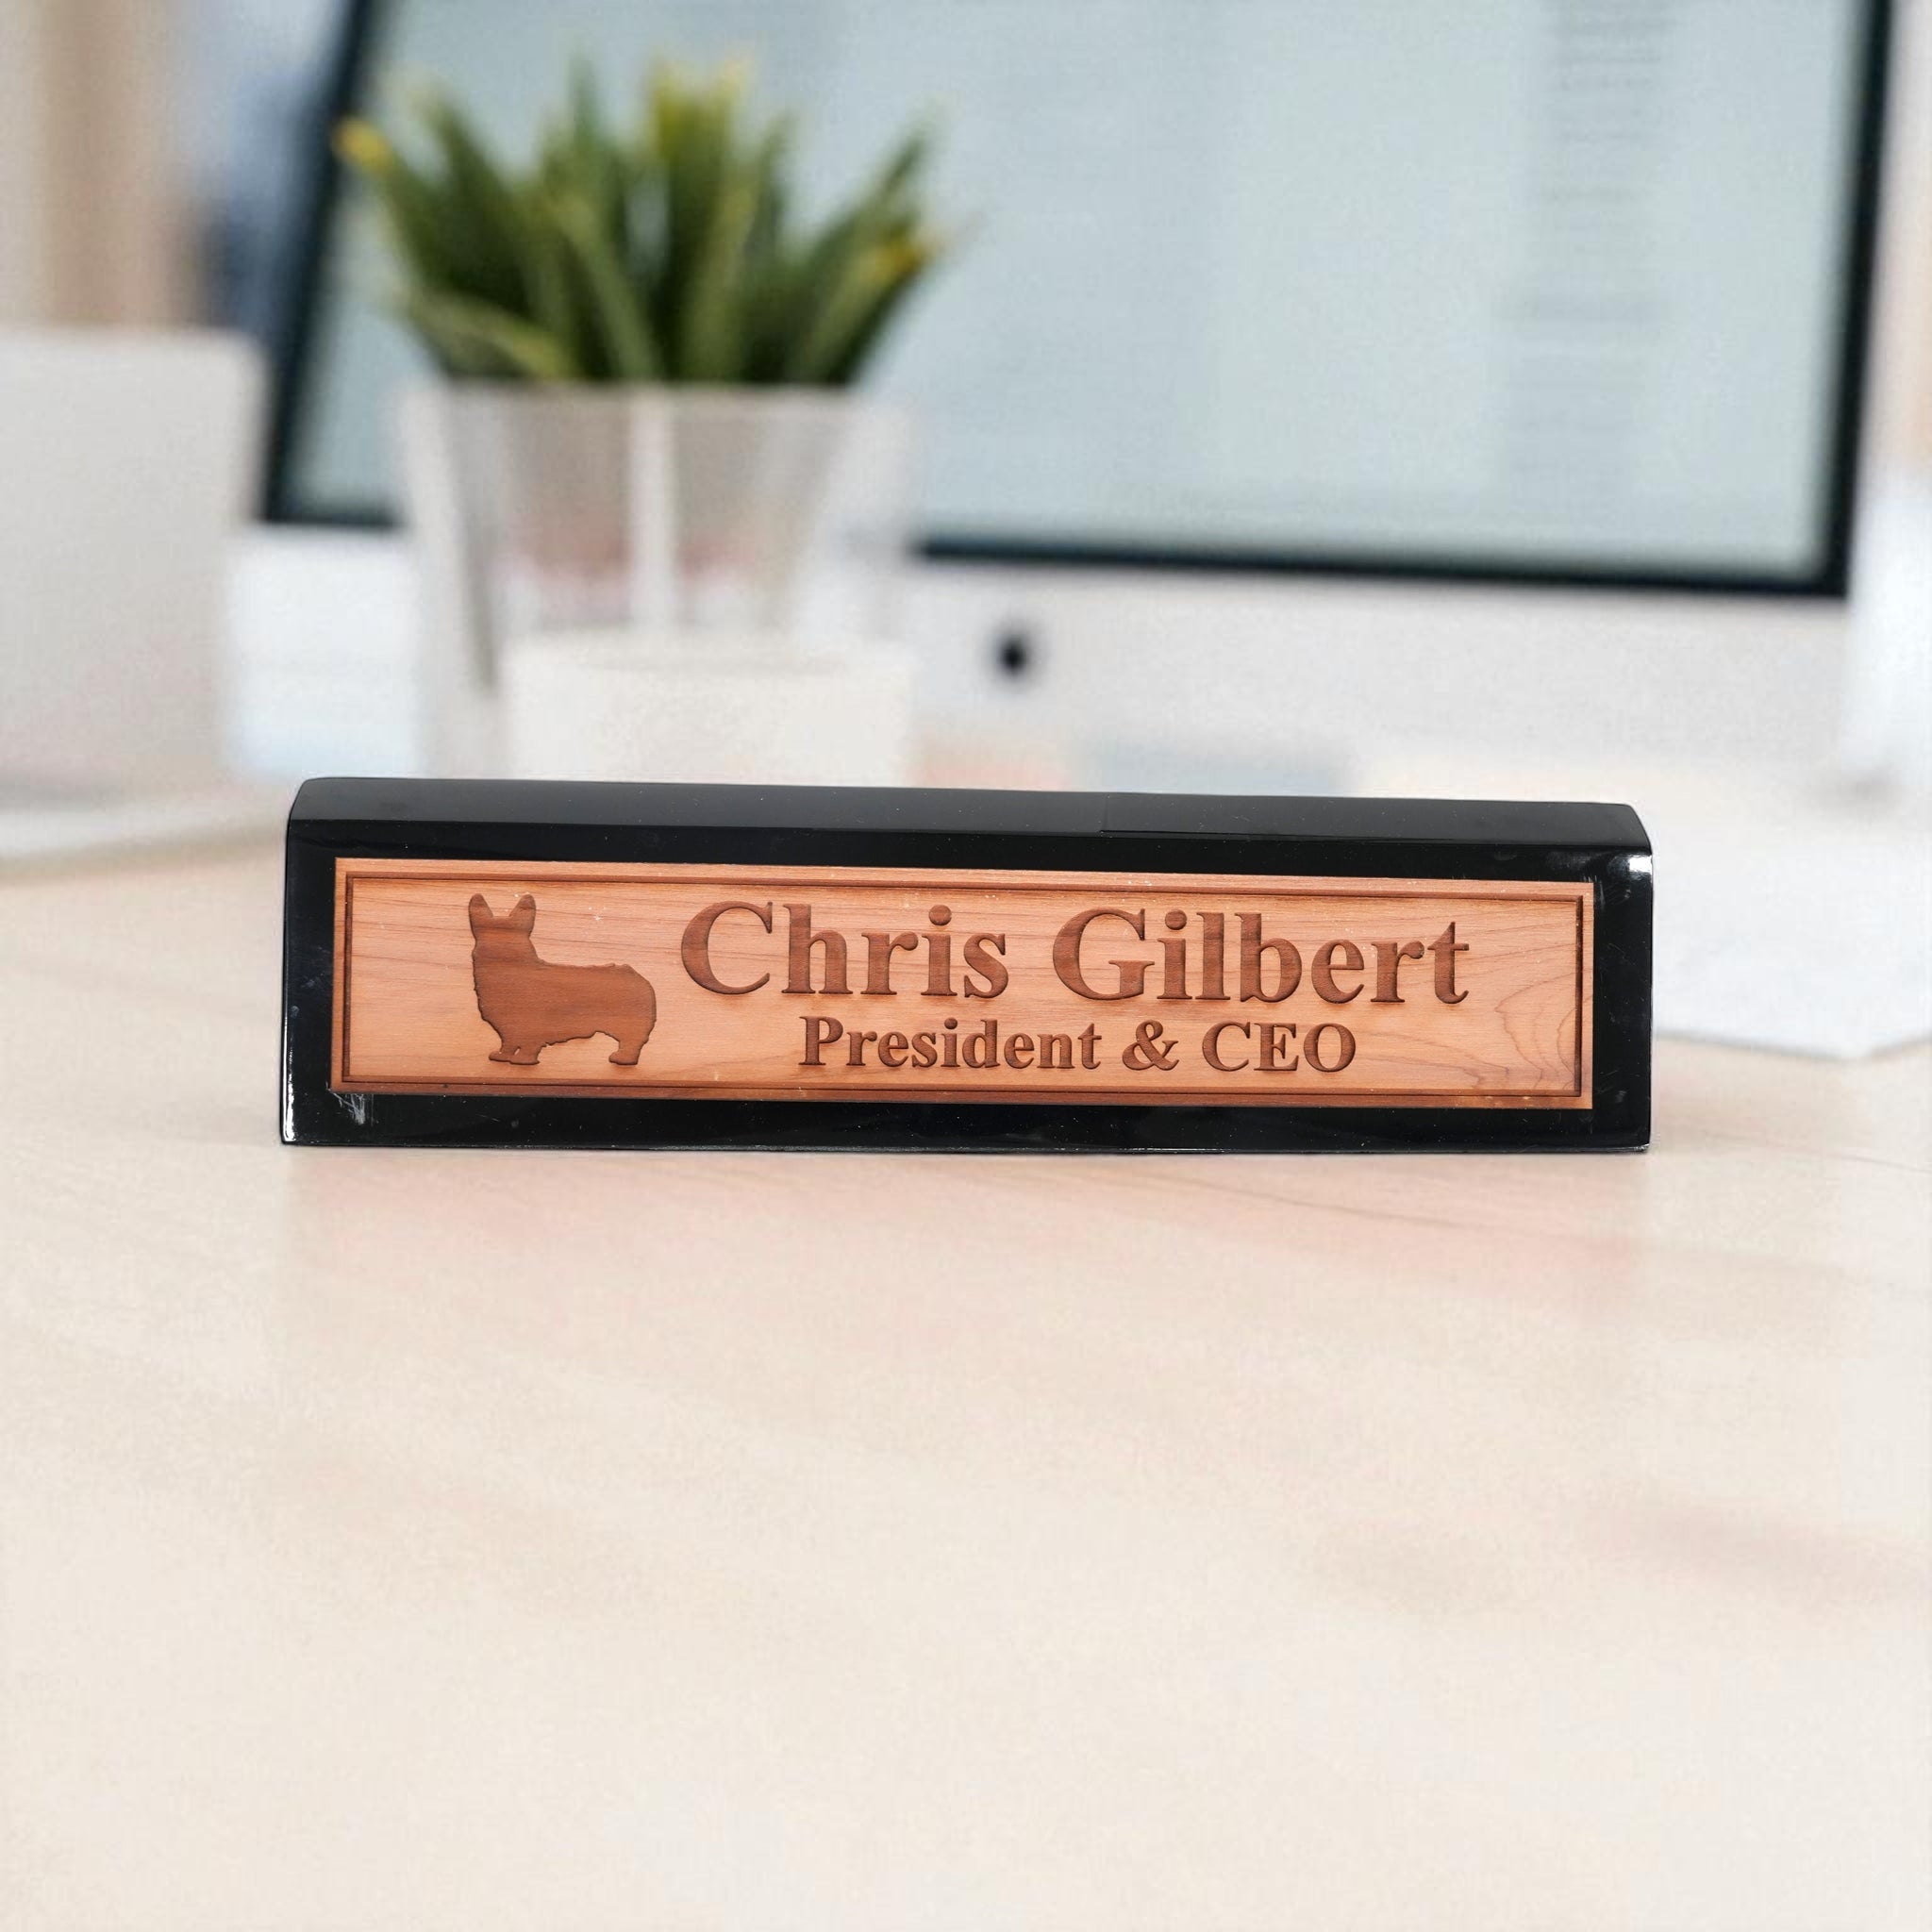 Chris Gilbert
President & CEO